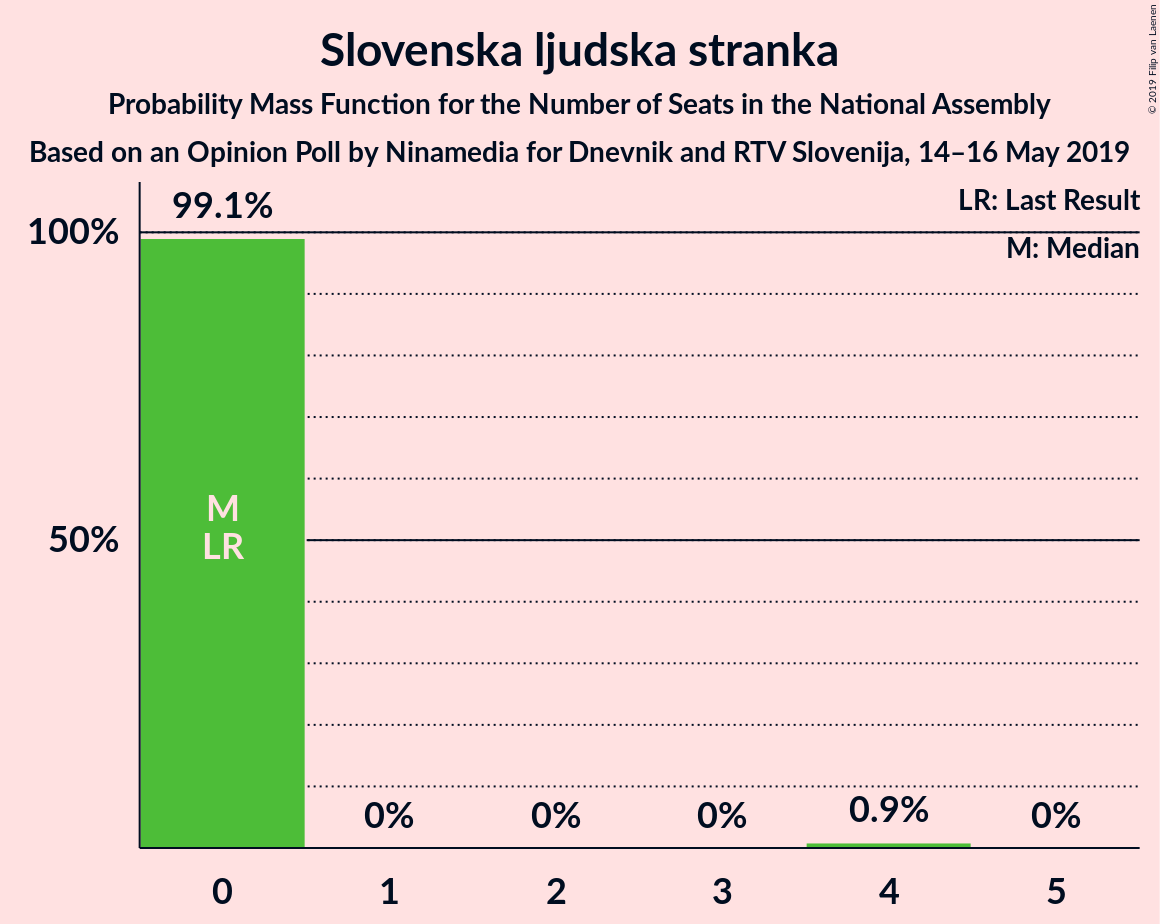 Slovenska ljudska stranka
Probability Mass Function for the Number of Seats in the National Assembly
Based on an Opinion Poll by Ninamedia for Dnevnik and RTV Slovenija, 14–16 May 2019
© 2019 Filip van Laenen
LR: Last Result
M: Median
99.1%
100%
50%
M
LR
0% 0% 0% 0.9% 0%
0 1 2 3 4 5